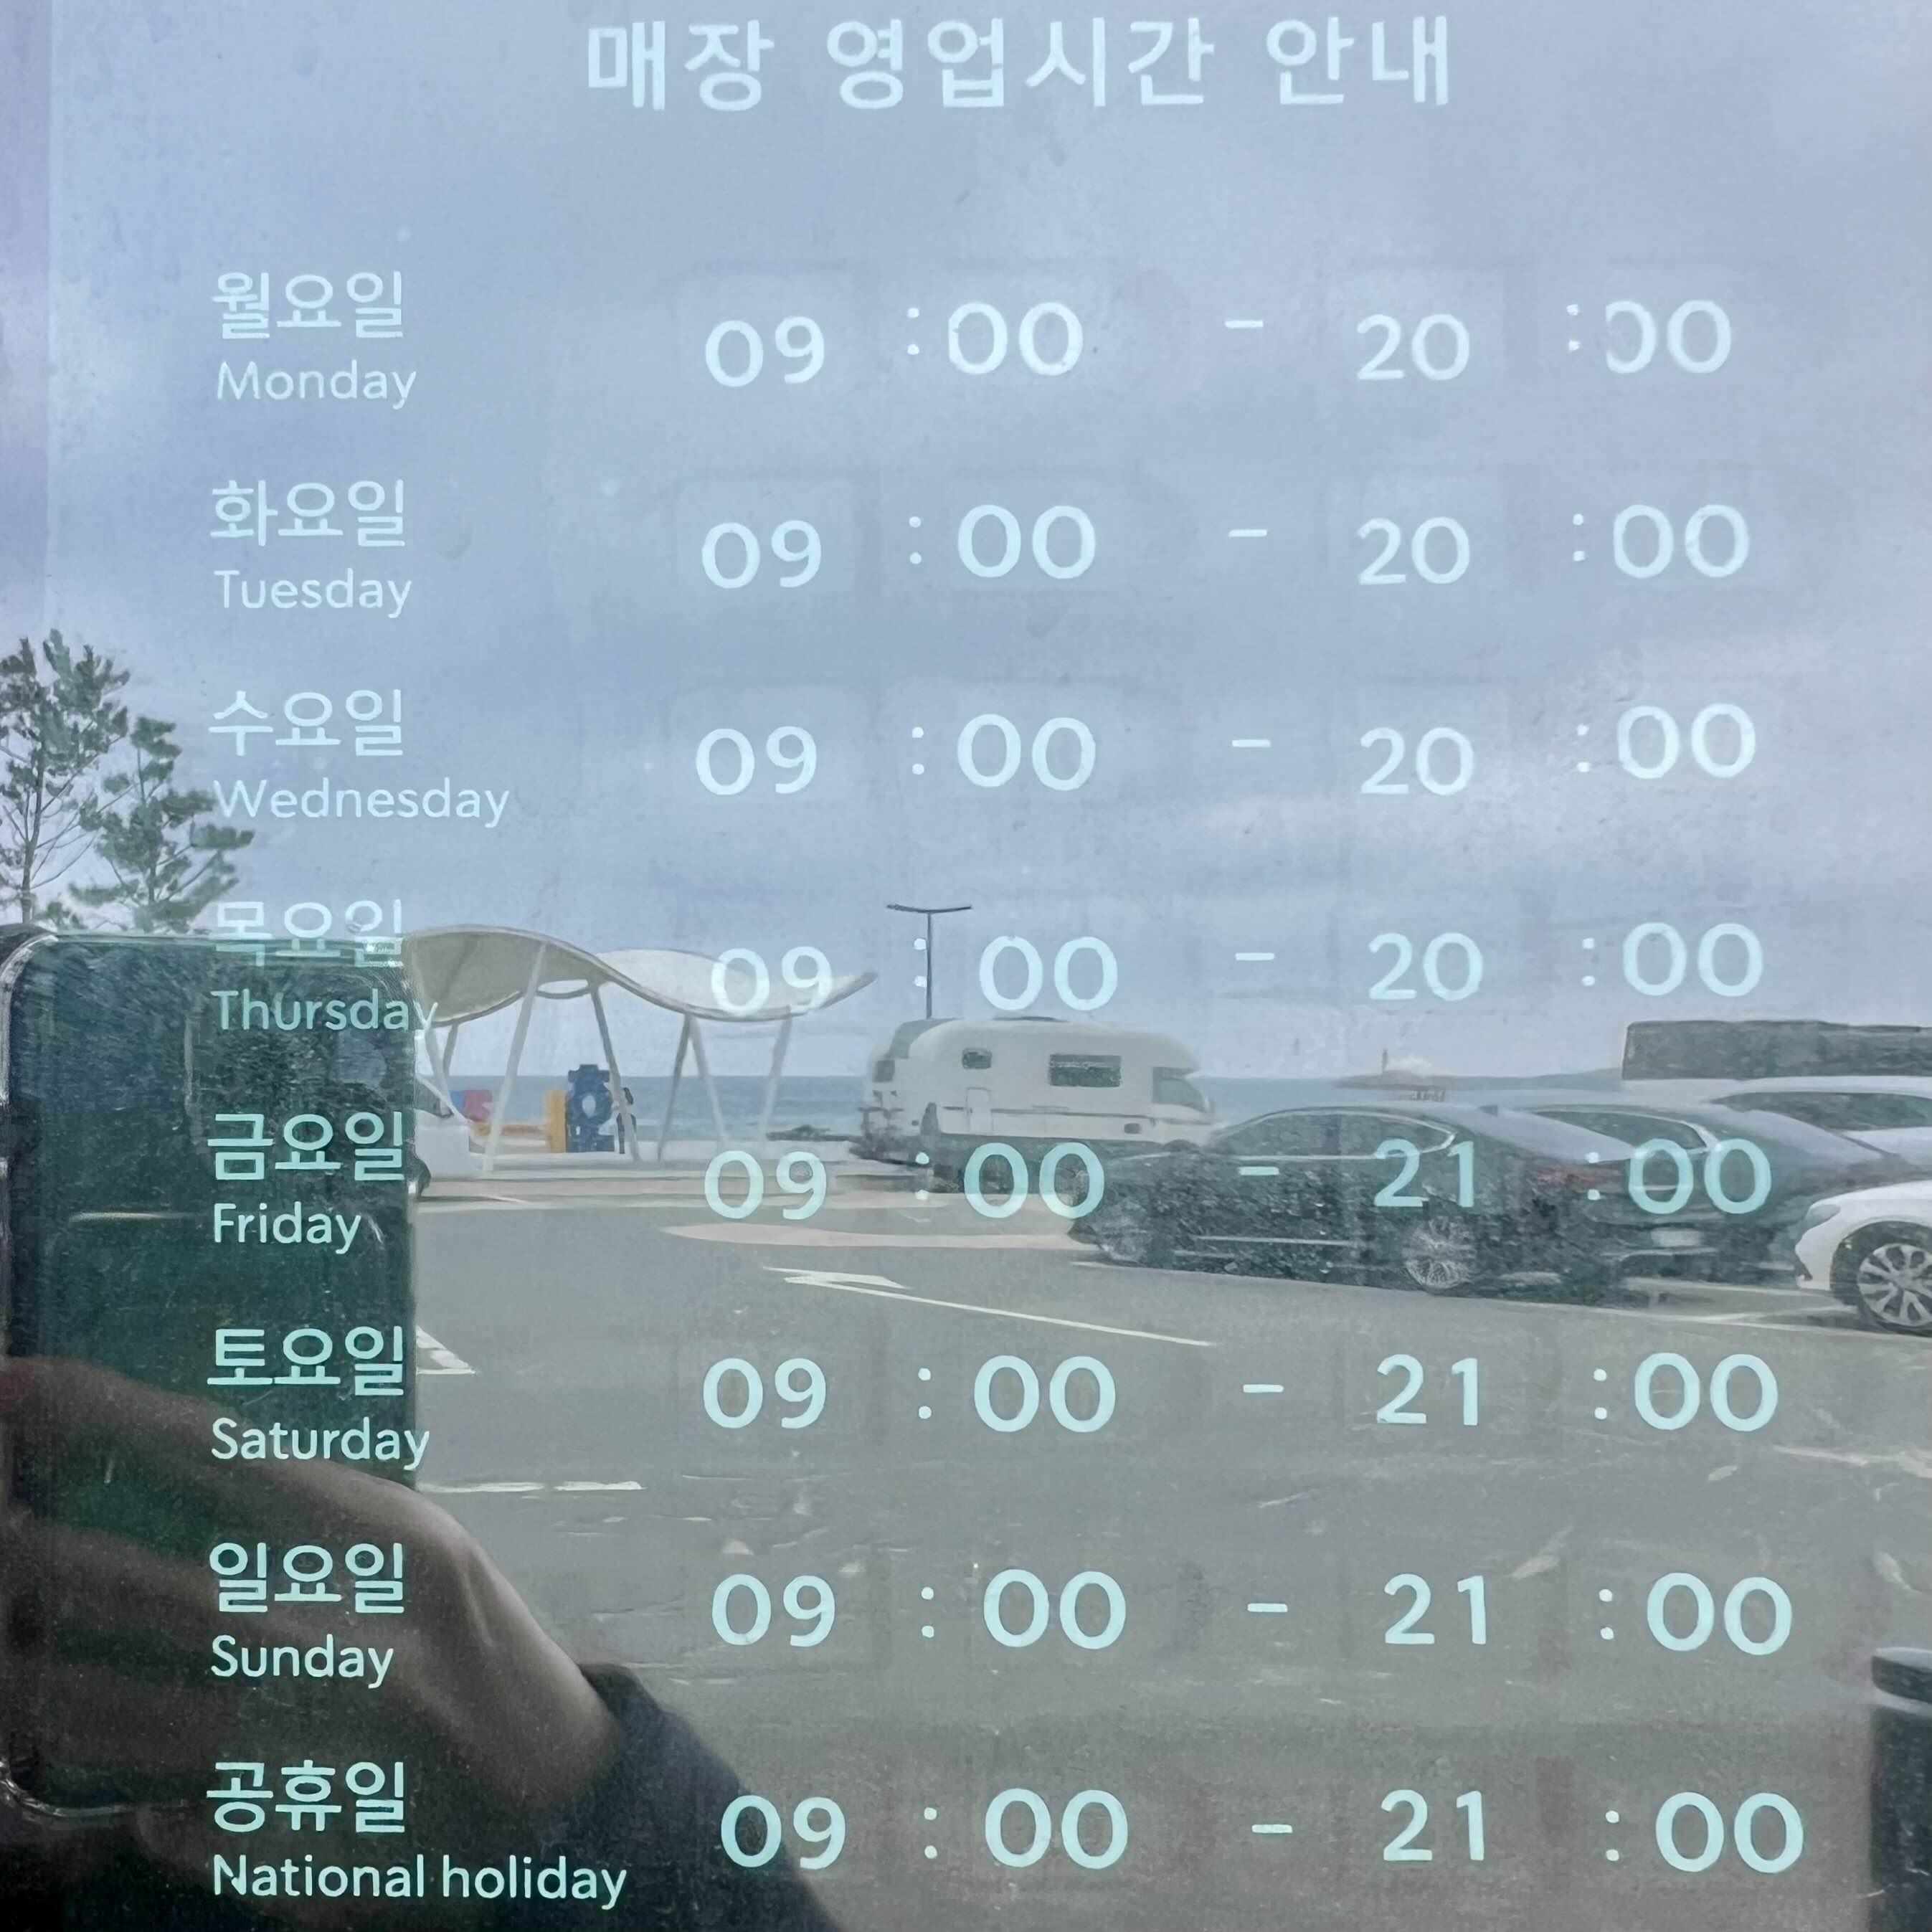 매장 영업시간 안내
월요일 09 : 00 - 20 : 00
Monday
화요일 09 : 00 - 20 : 00
Tuesday
수요일 09 : 00 - 20 : 00
Wednesday
목요일 09 : 00 - 20 : 00
Thursday
금요일 09 : 00 - 21 : 00
Friday
토요일 09 : 00 - 21 : 00
Saturday
일요일 09 : 00 - 21 : 00
Sunday
공휴일 09 : 00 - 21 : 00
National holiday